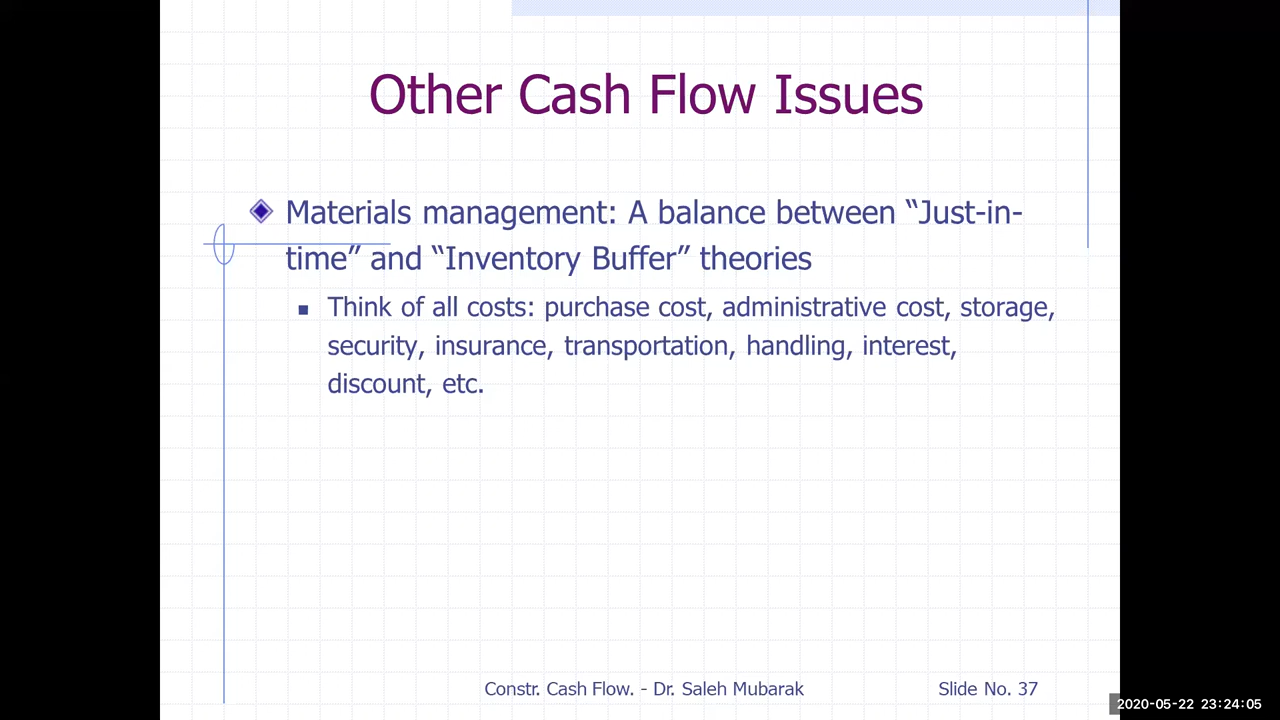 Other Cash Flow Issues
Materials management: A balance between “Just-in-
time” and “Inventory Buffer” theories
Think of all costs: purchase cost, administrative cost, storage,
security, insurance, transportation, handling, interest,
discount, etc.
Constr. Cash Flow. - Dr. Saleh Mubarak
Slide No. 37
2020-05-22 23:24:05